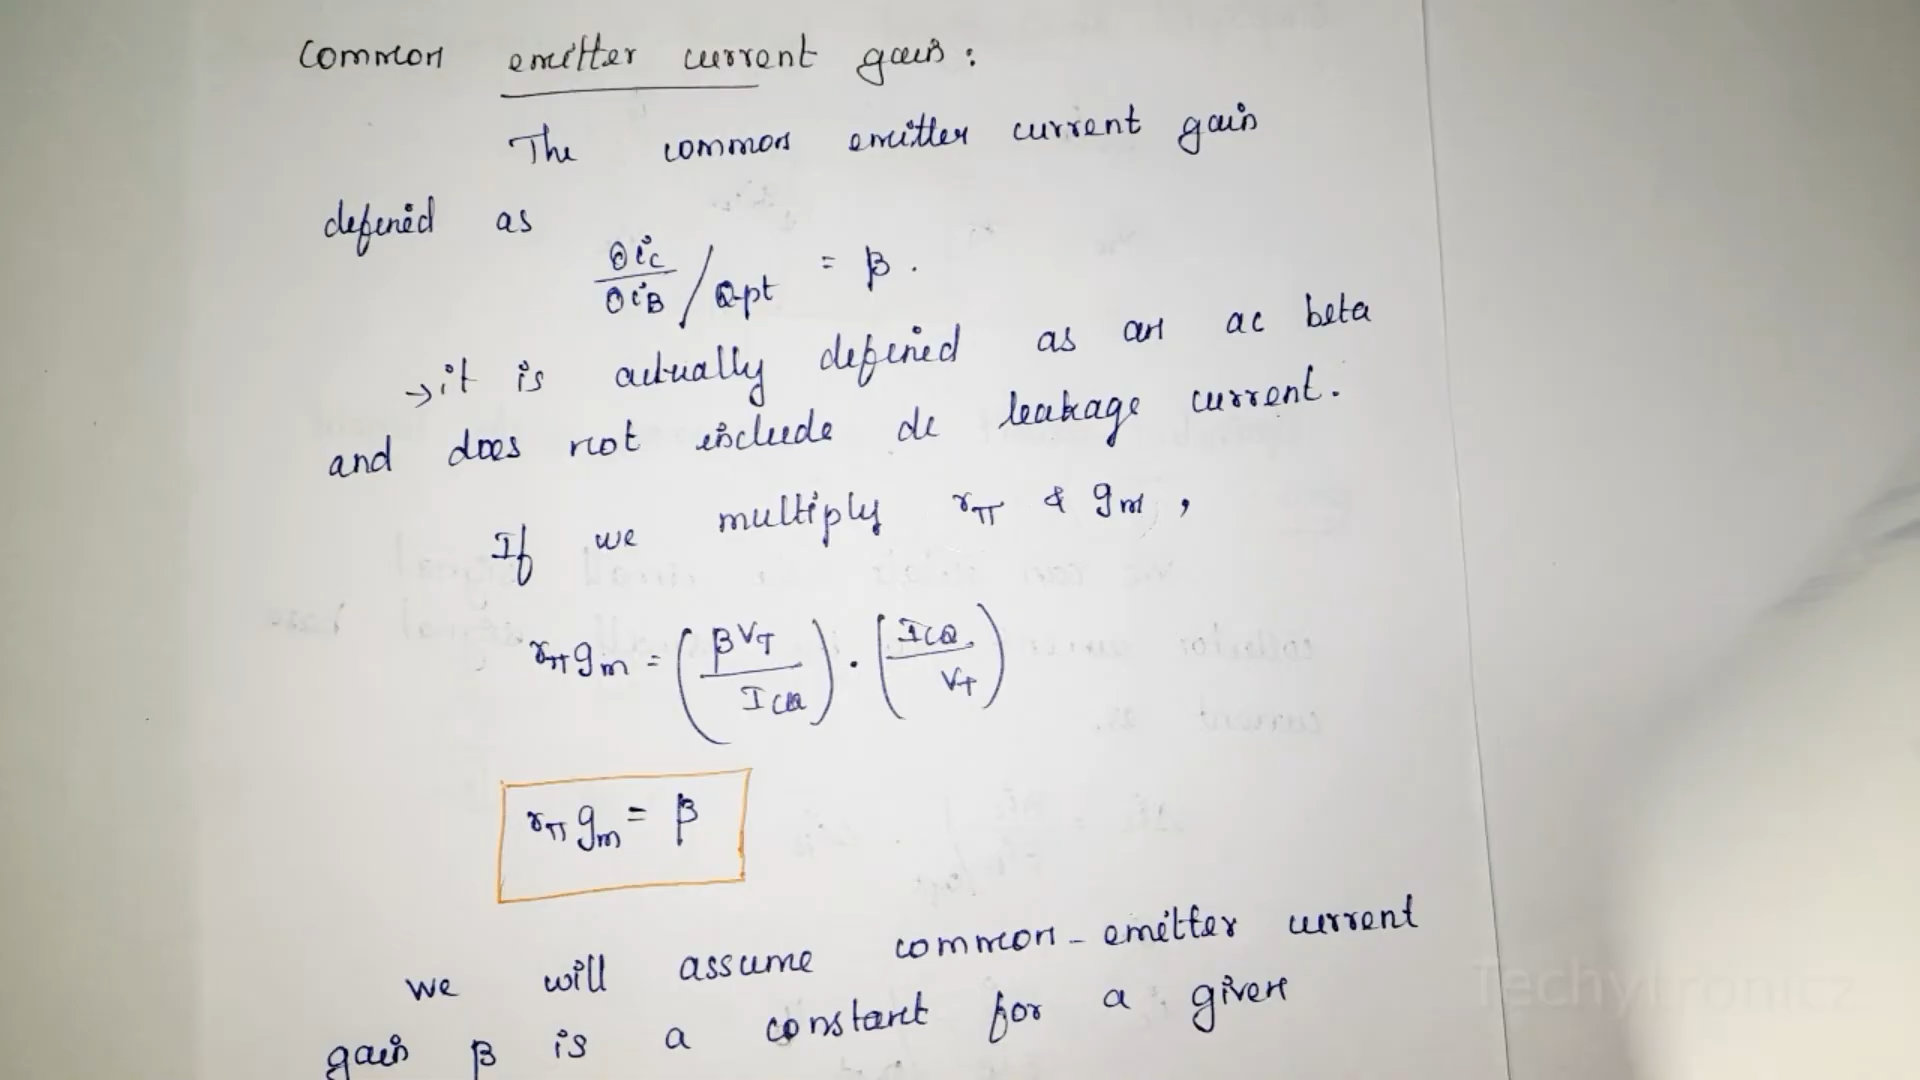 common emitter current gain :
The common emitter current gain
defined as
∂ic/∂iB / Q-pt = β .
→ it is actually defined as an ac beta
and does not include dc leakage current.
If we multiply rπ & gm ,
rπ gm = (βVT / ICQ) . (ICQ / VT)
rπ gm = β
we will assume common - emitter current
gain β is a constant for a given
Techytronicz